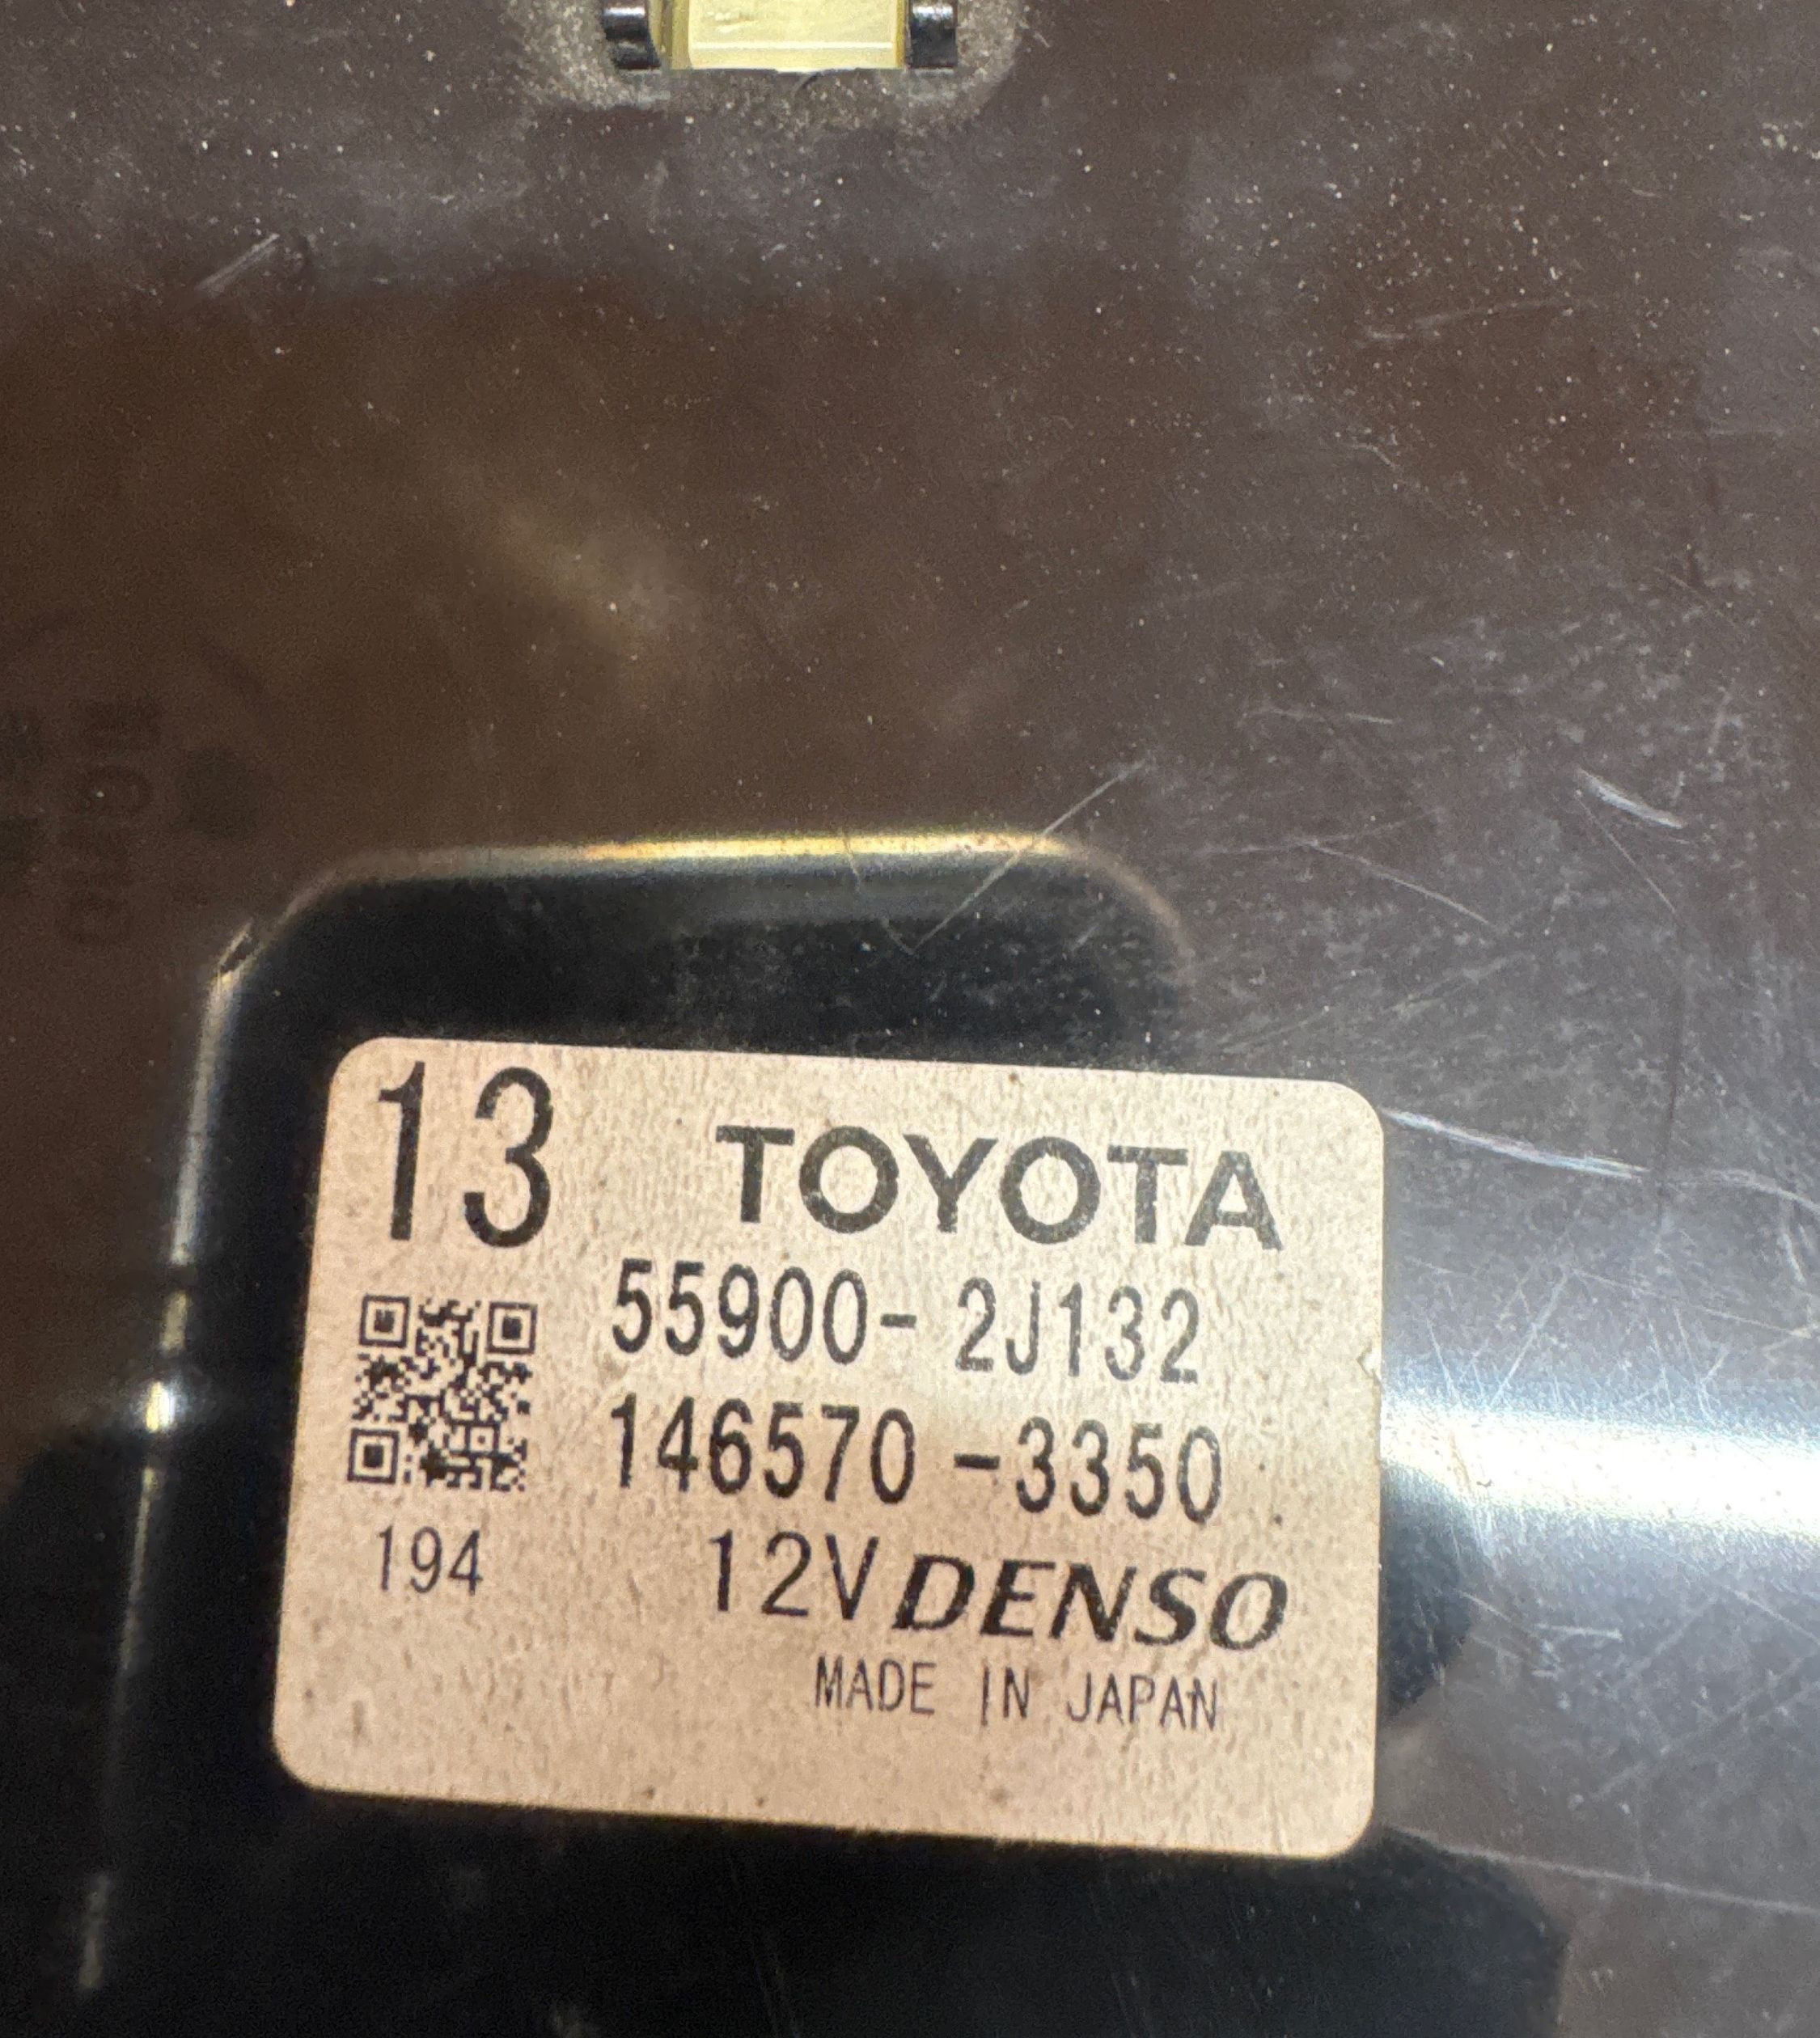 13
TOYOTA
55900-2J132
146570-3350
194
12V DENSO
MADE IN JAPAN